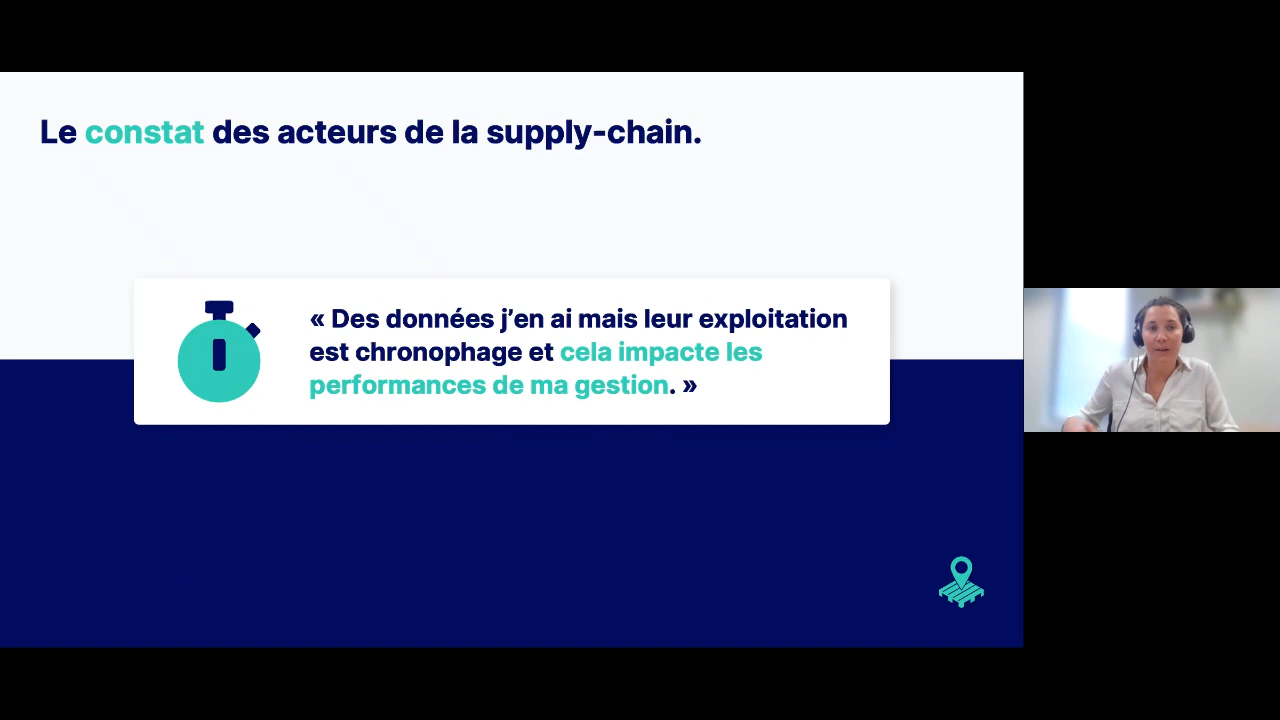 Le constat des acteurs de la supply-chain.
« Des données j’en ai mais leur exploitation
est chronophage et cela impacte les
performances de ma gestion. »